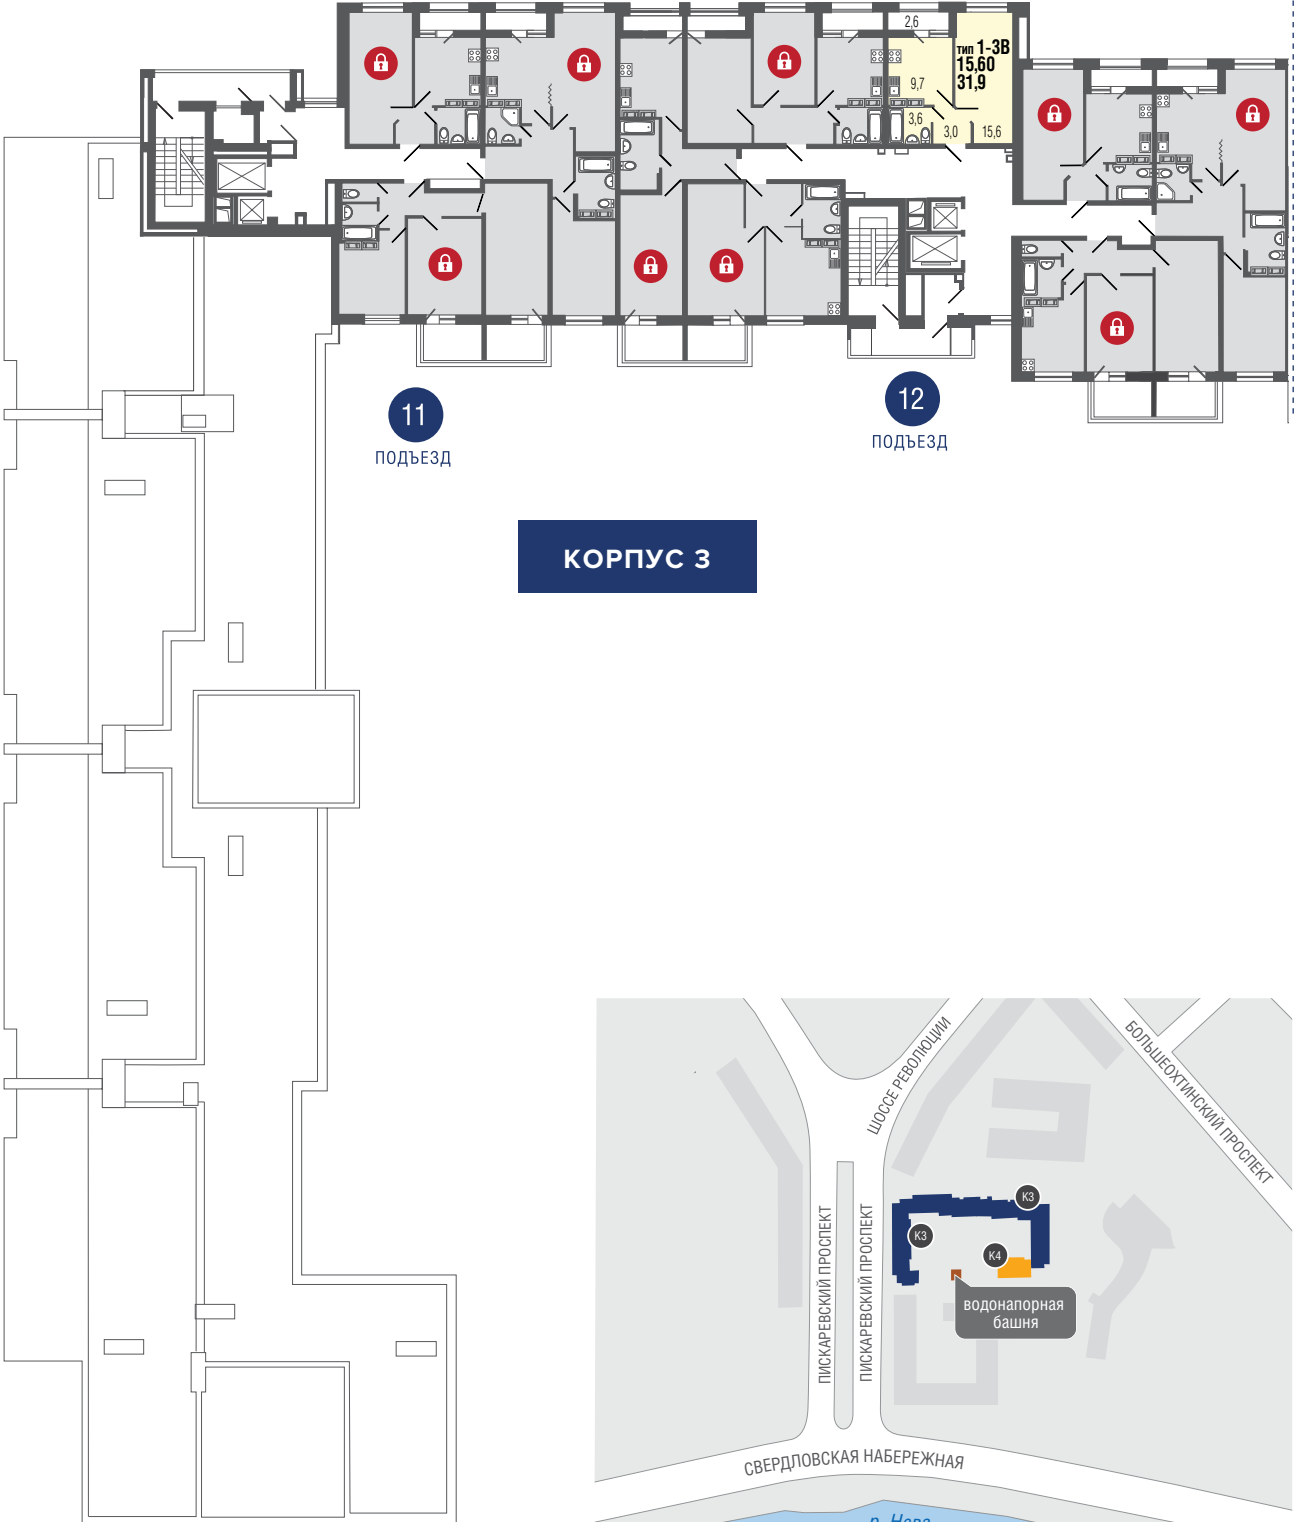 2,6
тип 1-3В
15,60
31,9
9,7
3,6
3,0
15,6
11
ПОДЪЕЗД
12
ПОДЪЕЗД
КОРПУС 3
ШОССЕ РЕВОЛЮЦИИ
БОЛЬШЕОХТИНСКИЙ ПРОСПЕКТ
ПИСКАРЕВСКИЙ ПРОСПЕКТ
ПИСКАРЕВСКИЙ ПРОСПЕКТ
К3
К3
К4
водонапорная
башня
СВЕРДЛОВСКАЯ НАБЕРЕЖНАЯ
р. Нева